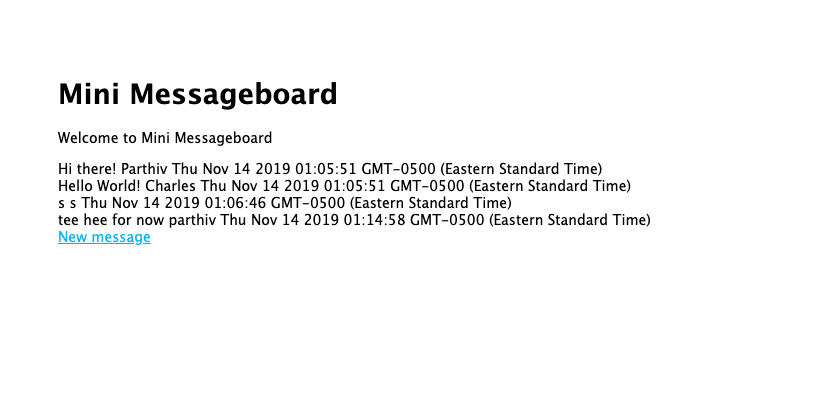 Mini Messageboard
Welcome to Mini Messageboard
Hi there! Parthiv Thu Nov 14 2019 01:05:51 GMT-0500 (Eastern Standard Time)
Hello World! Charles Thu Nov 14 2019 01:05:51 GMT-0500 (Eastern Standard Time)
s s Thu Nov 14 2019 01:06:46 GMT-0500 (Eastern Standard Time)
tee hee for now parthiv Thu Nov 14 2019 01:14:58 GMT-0500 (Eastern Standard Time)
New message